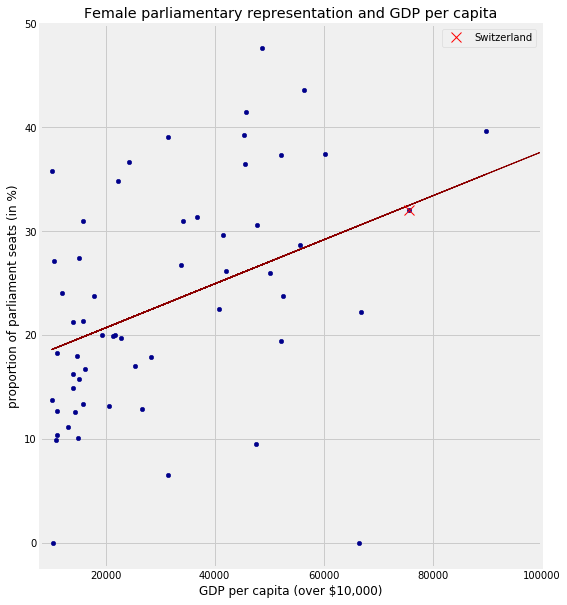 Female parliamentary representation and GDP per capita
Switzerland
50
40
30
20
10
0
proportion of parliament seats (in %)
20000 40000 60000 80000 100000
GDP per capita (over $10,000)